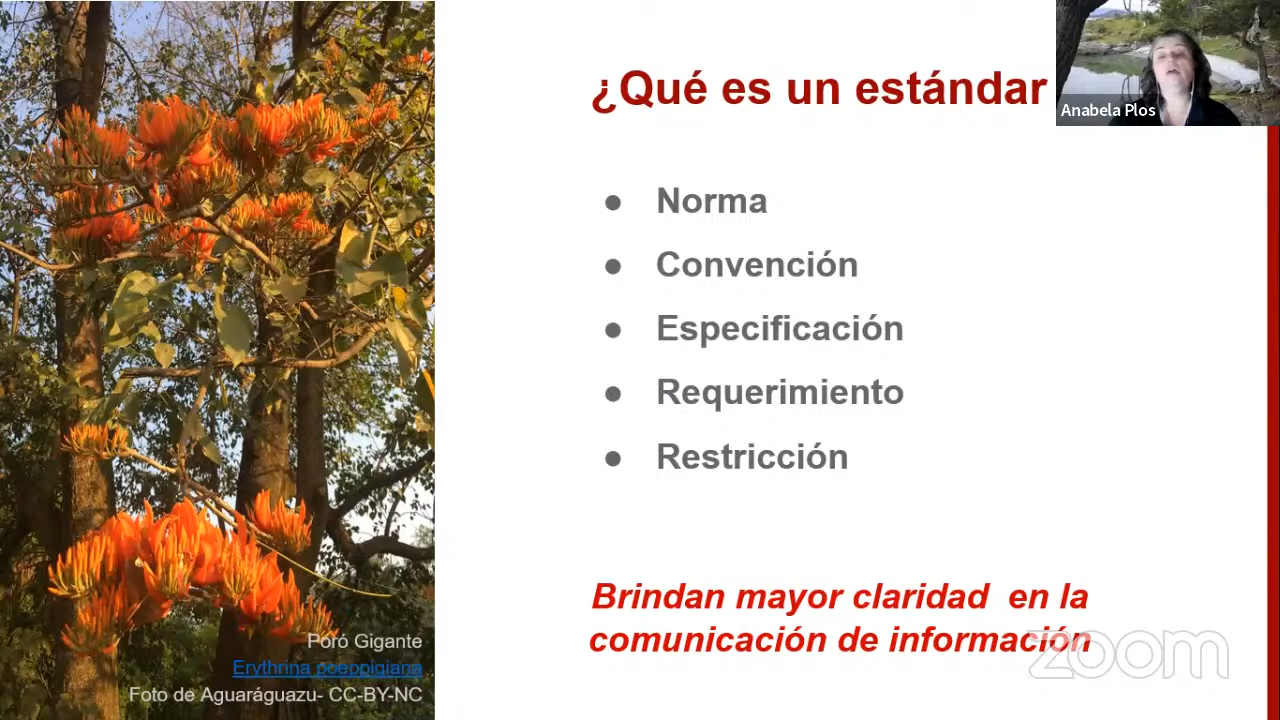 ¿Qué es un estándar
Anabela Plos
● Norma
● Convención
● Especificación
● Requerimiento
● Restricción
Brindan mayor claridad en la
comunicación de información
zoom
Poró Gigante
Erythrina poeppigiana
Foto de Aguaráguazu- CC-BY-NC